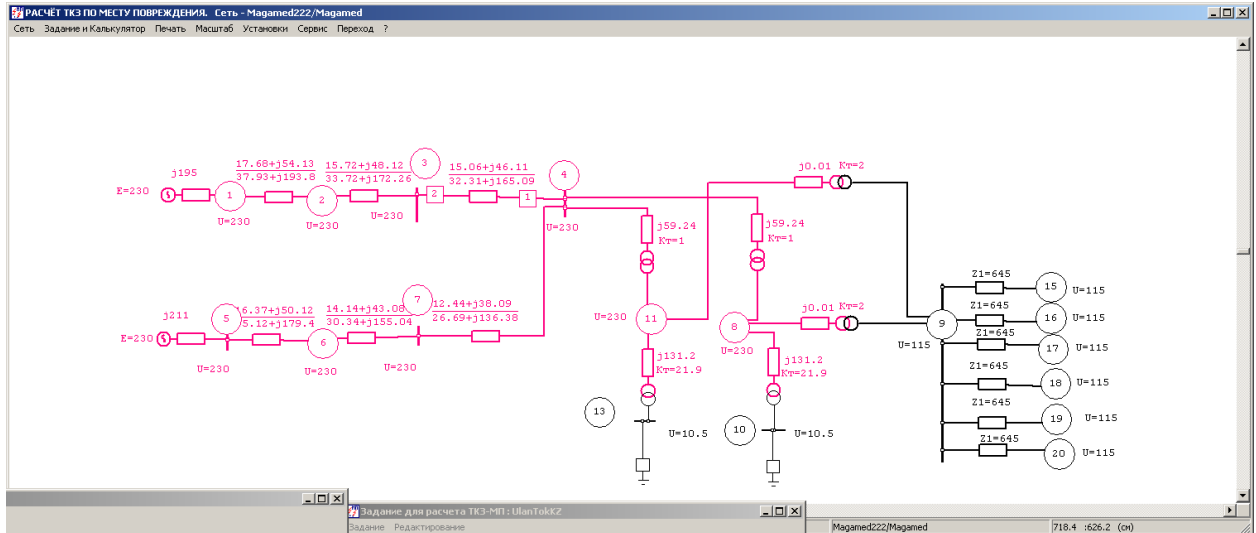 РАСЧЁТ ТКЗ ПО МЕСТУ ПОВРЕЖДЕНИЯ. Сеть - Magamed222/Magamed
Сеть Задание и Калькулятор Печать Масштаб Установки Сервис Переход ?
j195
17.68+j54.13
37.93+j193.8
15.72+j48.12
33.72+j172.26
3
15.06+j46.11
32.31+j165.09
4
j0.01 Кт=2
E=230
1
2
2
1
U=230
U=230
U=230
U=230
j59.24
Кт=1
j59.24
Кт=1
j211
5
16.37+j50.12
5.12+j179.4
14.14+j43.08
30.34+j155.04
7
12.44+j38.09
26.69+j136.38
E=230
6
U=230
U=230
U=230
U=230
11
8
U=230
j0.01 Кт=2
9
U=115
j131.2
Кт=21.9
j131.2
Кт=21.9
Z1=645
15
U=115
Z1=645
16
U=115
Z1=645
17
U=115
Z1=645
18
U=115
Z1=645
19
U=115
Z1=645
20
U=115
13
U=10.5
10
U=10.5
Задание для расчета ТКЗ-МП : UlanTokK2
Задание Редактирование
Magamed222/Magamed
718.4 :626.2 (см)